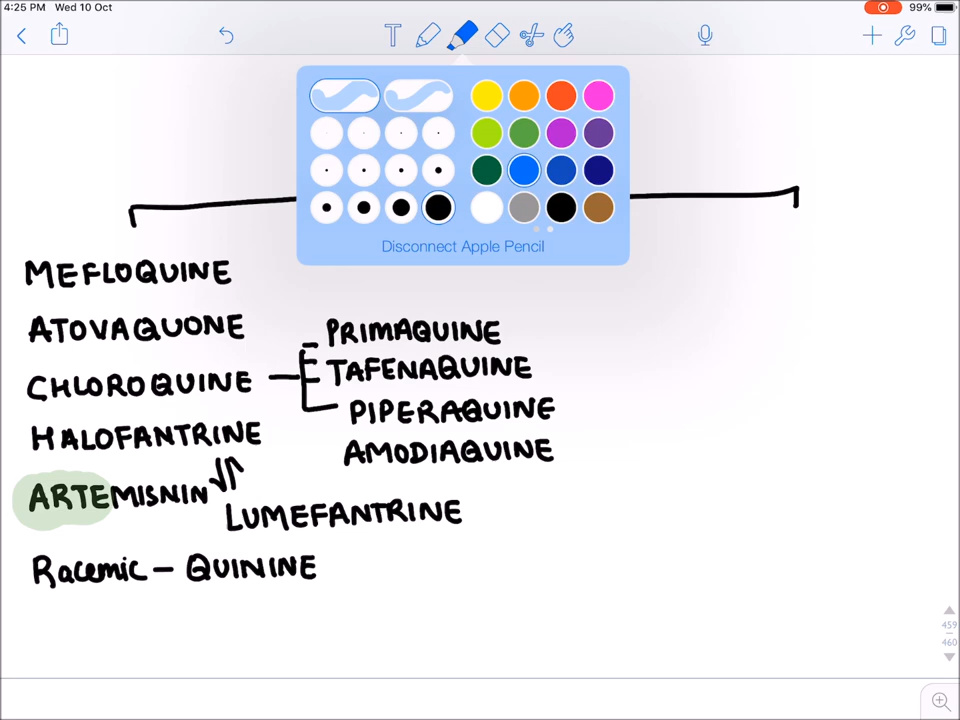 4:25 PM Wed 10 Oct 99%
T
Disconnect Apple Pencil
MEFLOQUINE
ATOVAQUONE
CHLOROQUINE
PRIMAQUINE
TAFENAQUINE
PIPERAQUINE
AMODIAQUINE
HALOFANTRINE
ARTEMISNIN
LUMEFANTRINE
Racemic - QUININE
459
460